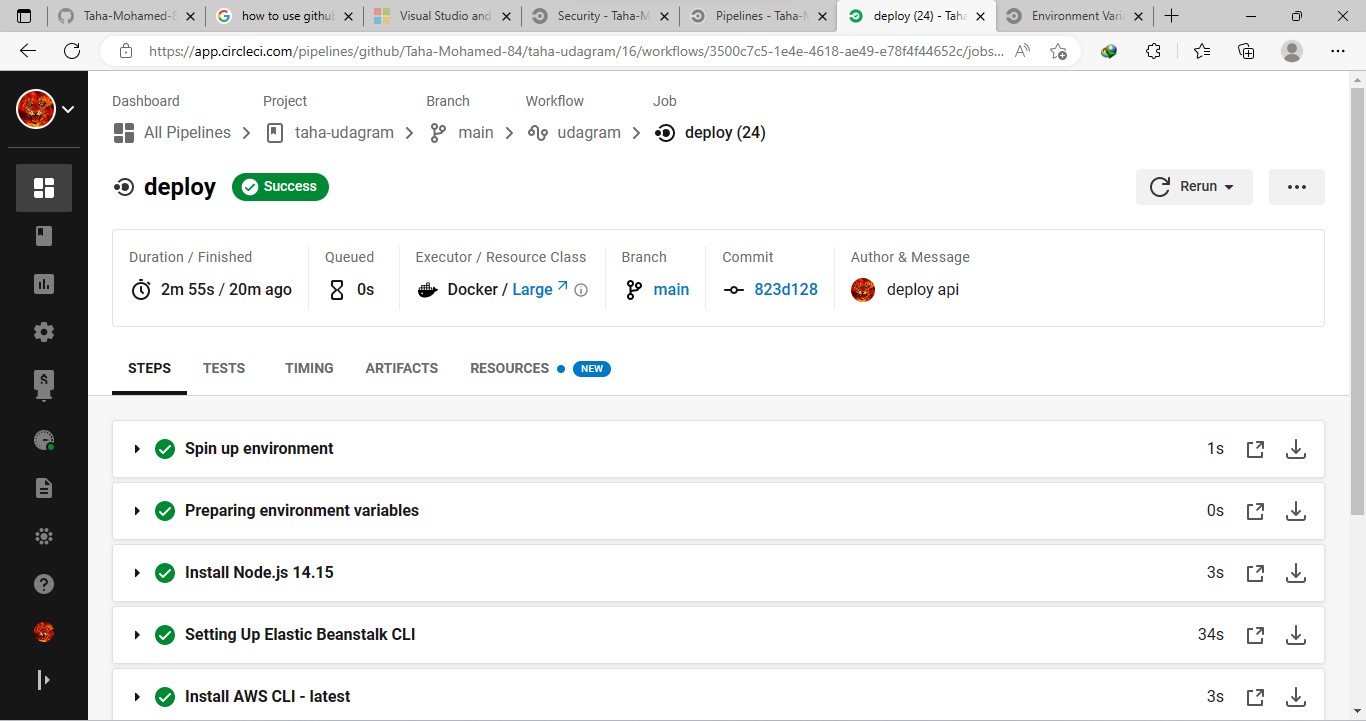 Taha-Mohamed-8
how to use githu
Visual Studio and
Security - Taha-M
Pipelines - Taha-M
deploy (24) - Taha
Environment Varia
https://app.circleci.com/pipelines/github/Taha-Mohamed-84/taha-udagram/16/workflows/3500c7c5-1e4e-4618-ae49-e78f4f44652c/jobs...
Dashboard Project Branch Workflow Job
All Pipelines > taha-udagram > main > udagram > deploy (24)
deploy Success Rerun
Duration / Finished Queued Executor / Resource Class Branch Commit Author & Message
2m 55s / 20m ago 0s Docker / Large main 823d128 deploy api
STEPS TESTS TIMING ARTIFACTS RESOURCES NEW
Spin up environment 1s
Preparing environment variables 0s
Install Node.js 14.15 3s
Setting Up Elastic Beanstalk CLI 34s
Install AWS CLI - latest 3s